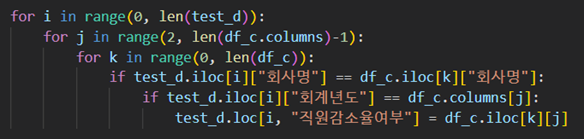 for i in range(0, len(test_d)):
    for j in range(2, len(df_c.columns)-1):
        for k in range(0, len(df_c)):
            if test_d.iloc[i]["회사명"] == df_c.iloc[k]["회사명"]:
                if test_d.iloc[i]["회계년도"] == df_c.columns[j]:
                    test_d.loc[i, "직원감소율여부"] = df_c.iloc[k][j]